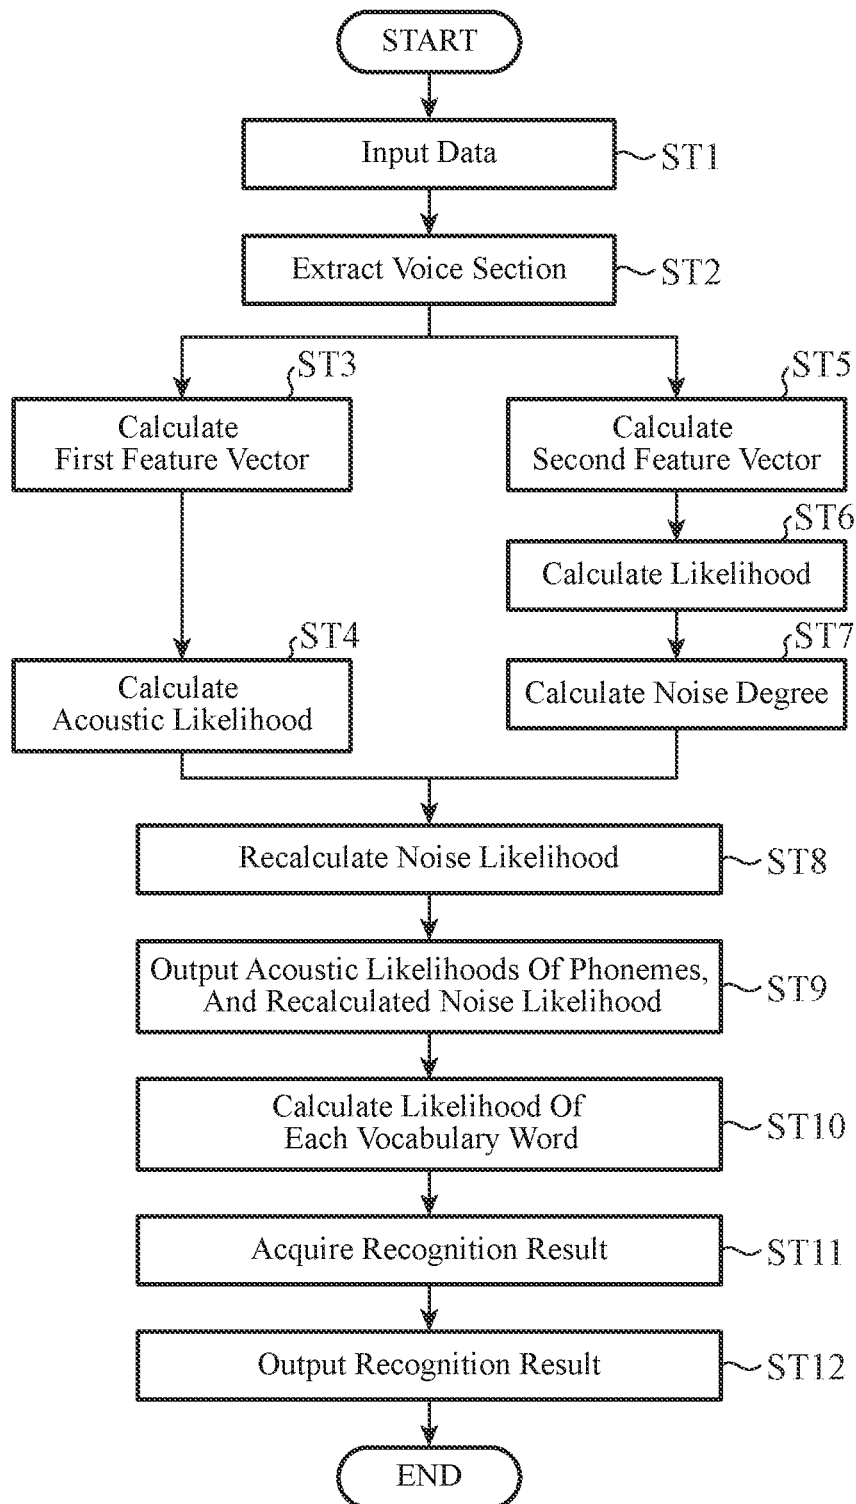 START
Input Data
ST1
Extract Voice Section
ST2
ST3
Calculate
First Feature Vector
ST4
Calculate
Acoustic Likelihood
ST5
Calculate
Second Feature Vector
ST6
Calculate Likelihood
ST7
Calculate Noise Degree
Recalculate Noise Likelihood
ST8
Output Acoustic Likelihoods Of Phonemes,
And Recalculated Noise Likelihood
ST9
Calculate Likelihood Of
Each Vocabulary Word
ST10
Acquire Recognition Result
ST11
Output Recognition Result
ST12
END